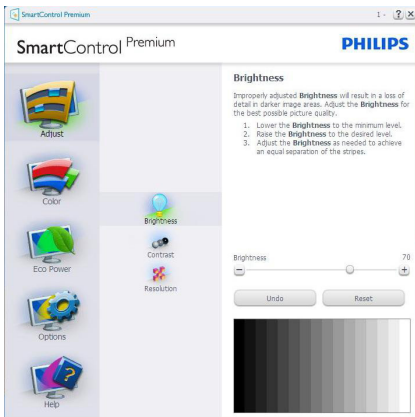 SmartControl Premium
1 - ? X
SmartControl Premium
PHILIPS
Adjust
Color
Eco Power
Options
Help
Brightness
Contrast
Resolution
Brightness
Improperly adjusted Brightness will result in a loss of
detail in darker image areas. Adjust the Brightness for
the best possible picture quality.
1. Lower the Brightness to the minimum level.
2. Rase the Brightness to the desired level.
3. Adjust the Brightness as needed to achieve
an equal separation of the stripes.
Brightness 70
- +
Undo Reset